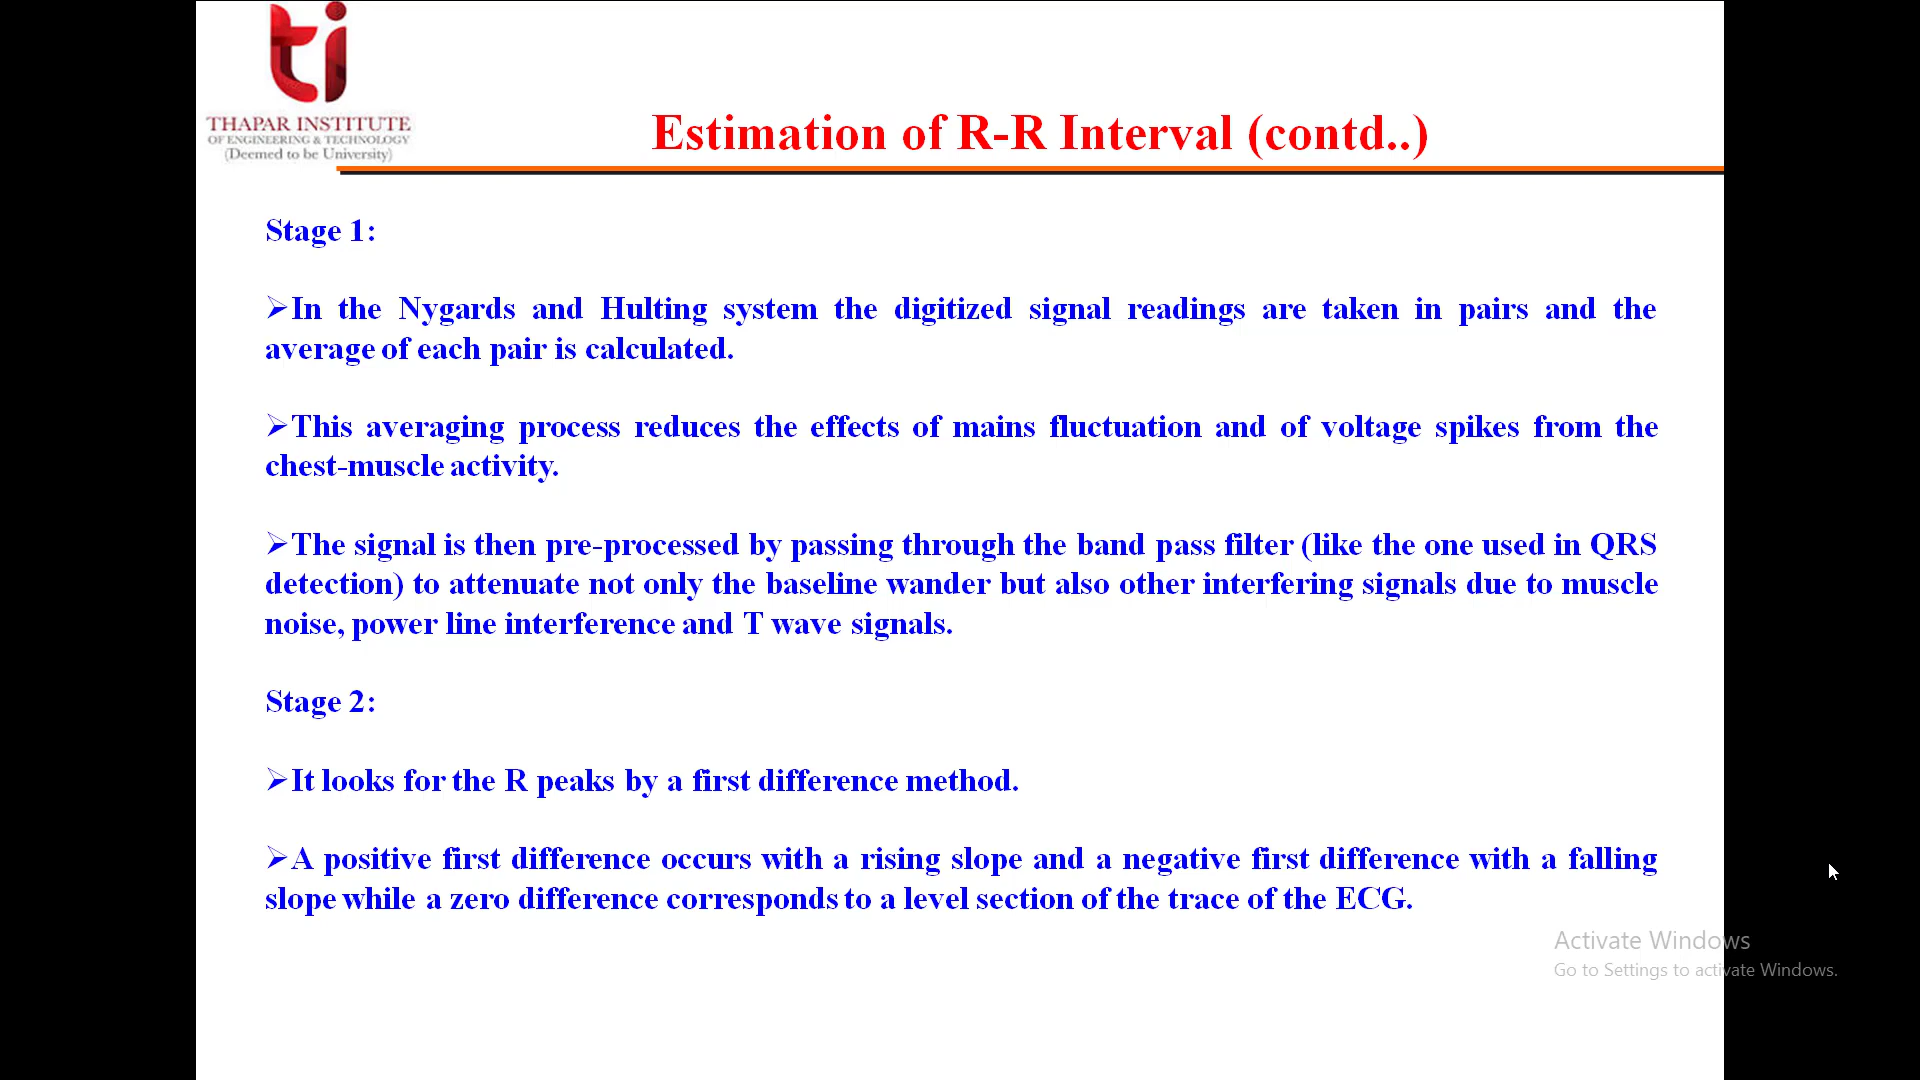 THAPAR INSTITUTE
OF ENGINEERING & TECHNOLOGY
(Deemed to be University)
Estimation of R-R Interval (contd..)
Stage 1:
➢In the Nygards and Hulting system the digitized signal readings are taken in pairs and the
average of each pair is calculated.
➢This averaging process reduces the effects of mains fluctuation and of voltage spikes from the
chest-muscle activity.
➢The signal is then pre-processed by passing through the band pass filter (like the one used in QRS
detection) to attenuate not only the baseline wander but also other interfering signals due to muscle
noise, power line interference and T wave signals.
Stage 2:
➢It looks for the R peaks by a first difference method.
➢A positive first difference occurs with a rising slope and a negative first difference with a falling
slope while a zero difference corresponds to a level section of the trace of the ECG.
Activate Windows
Go to Settings to activate Windows.